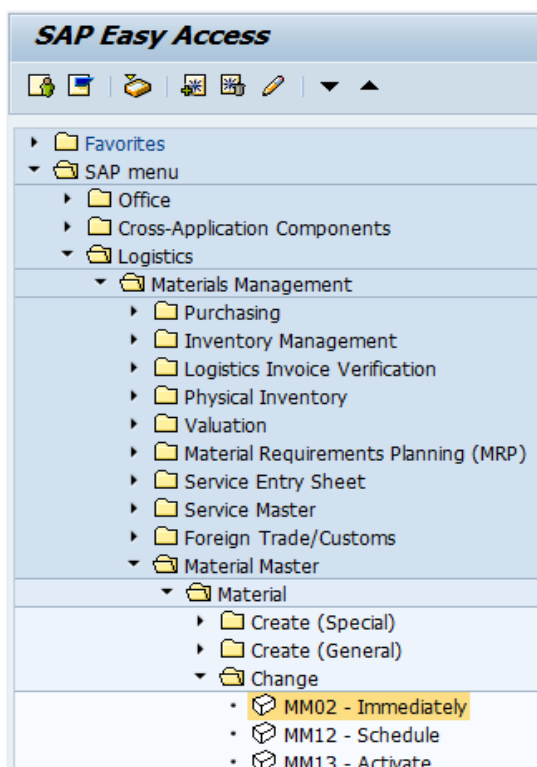 SAP Easy Access
Favorites
SAP menu
Office
Cross-Application Components
Logistics
Materials Management
Purchasing
Inventory Management
Logistics Invoice Verification
Physical Inventory
Valuation
Material Requirements Planning (MRP)
Service Entry Sheet
Service Master
Foreign Trade/Customs
Material Master
Material
Create (Special)
Create (General)
Change
MM02 - Immediately
MM12 - Schedule
MM13 - Activate